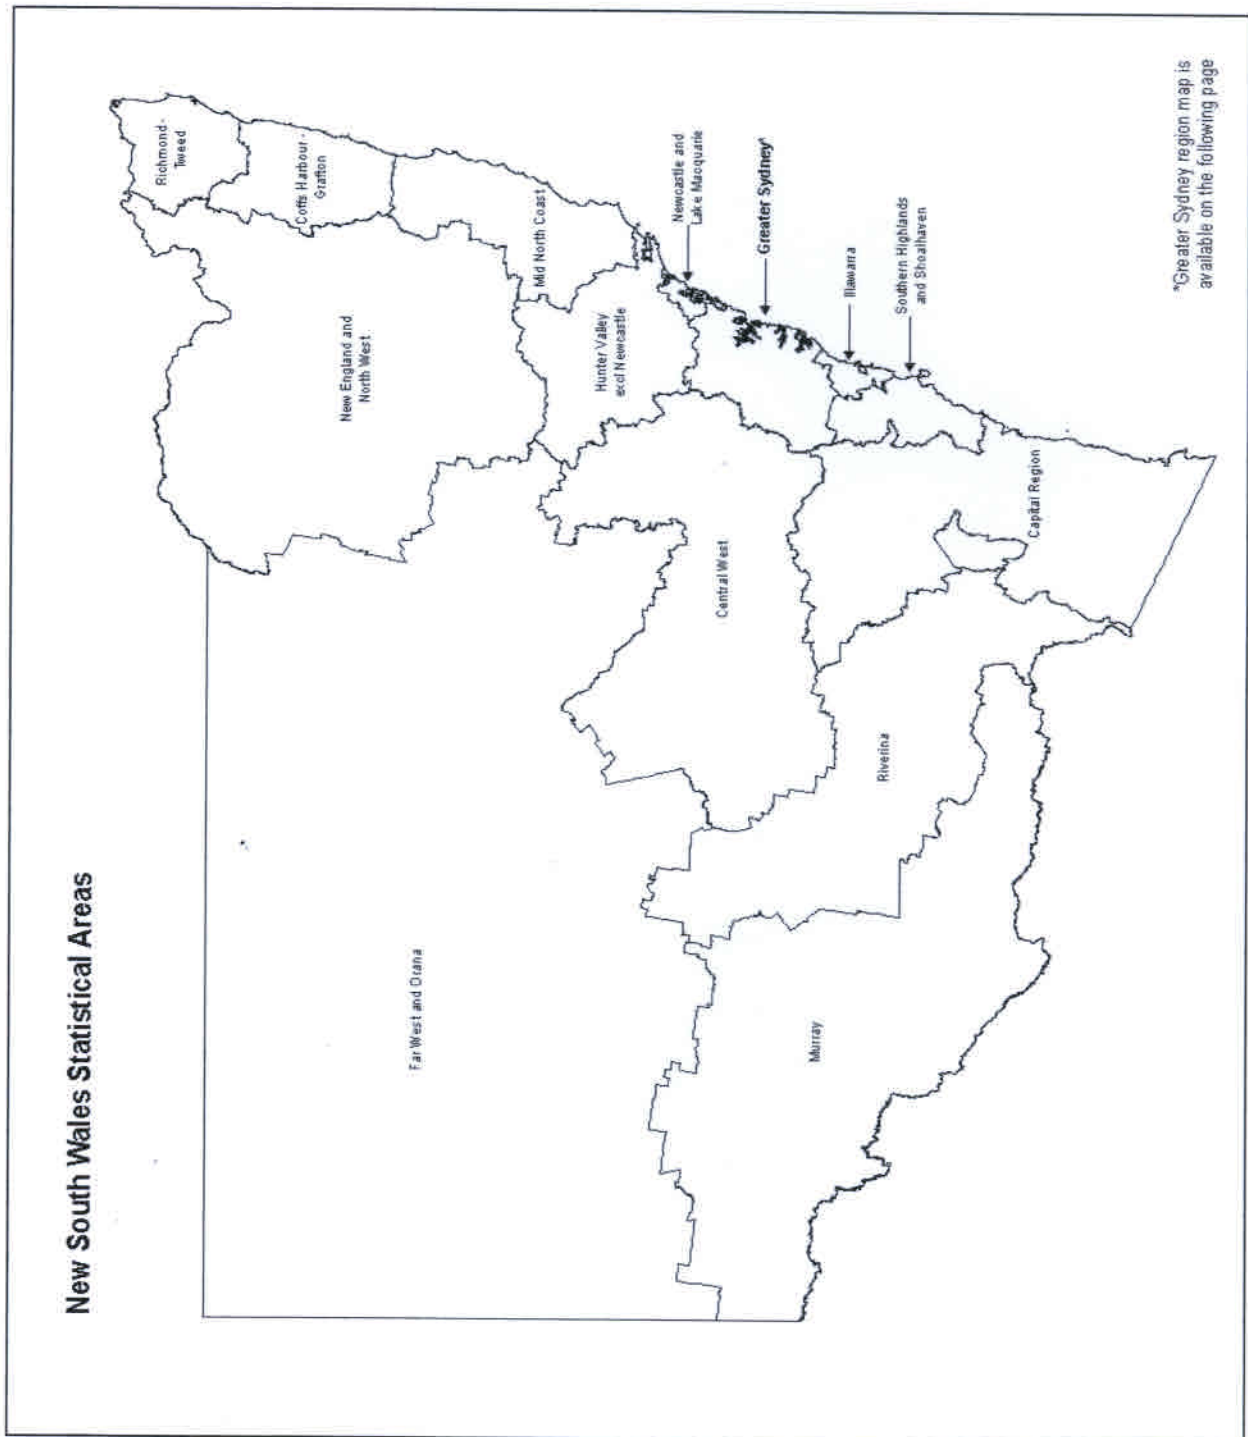 New South Wales Statistical Areas
Richmond -
Tweed
Coffs Harbour -
Grafton
New England and
North West
Mid North Coast
Hunter Valley
excl Newcastle
Newcastle and
Lake Macquarie
Greater Sydney*
Illawarra
Southern Highlands
and Shoalhaven
Far West and Orana
Central West
Capital Region
Riverina
Murray
*Greater Sydney region map is
available on the following page